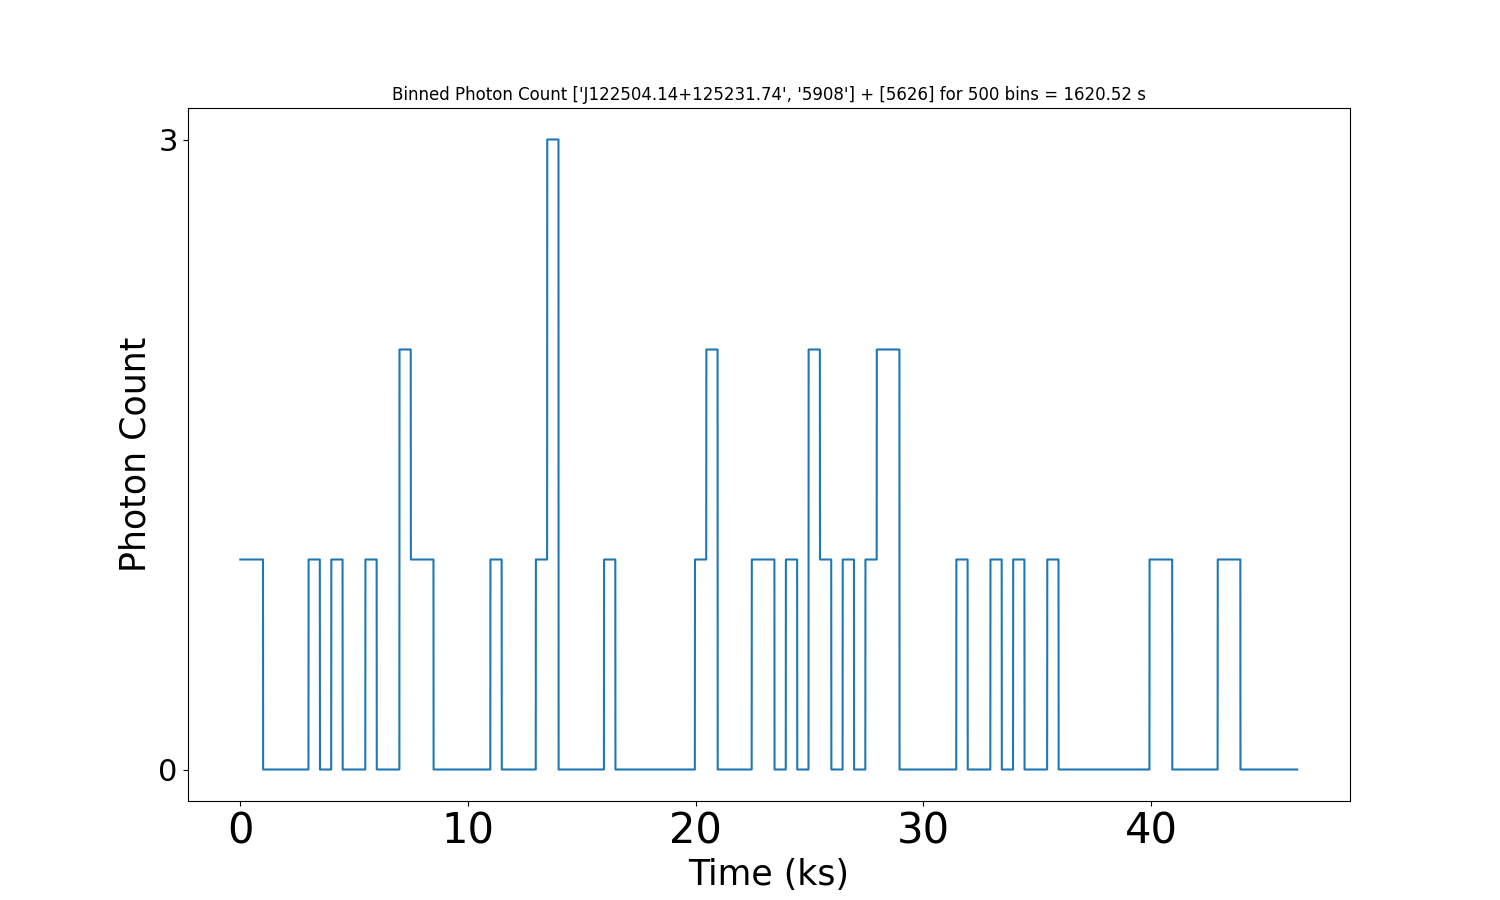 Binned Photon Count ['J122504.14+125231.74', '5908'] + [5626] for 500 bins = 1620.52 s
3
Photon Count
0
0 10 20 30 40
Time (ks)